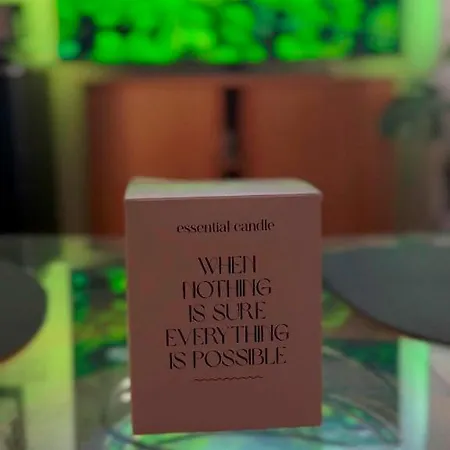 essential candle
WHEN
NOTHING
IS SURE
EVERYTHING
IS POSSIBLE